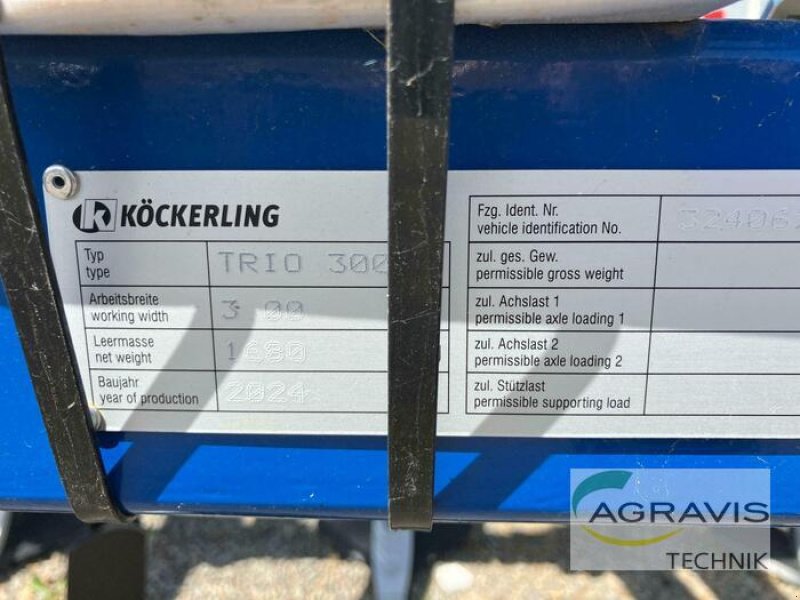 KÖCKERLING
Typ
type
TRIO 300
Arbeitsbreite
working width
3 00
Leermasse
net weight
1680
Baujahr
year of production
2024
Fzg. Ident. Nr.
vehicle identification No.
zul. ges. Gew.
permissible gross weight
zul. Achslast 1
permissible axle loading 1
zul. Achslast 2
permissible axle loading 2
zul. Stützlast
permissible supporting load
AGRAVIS
TECHNIK